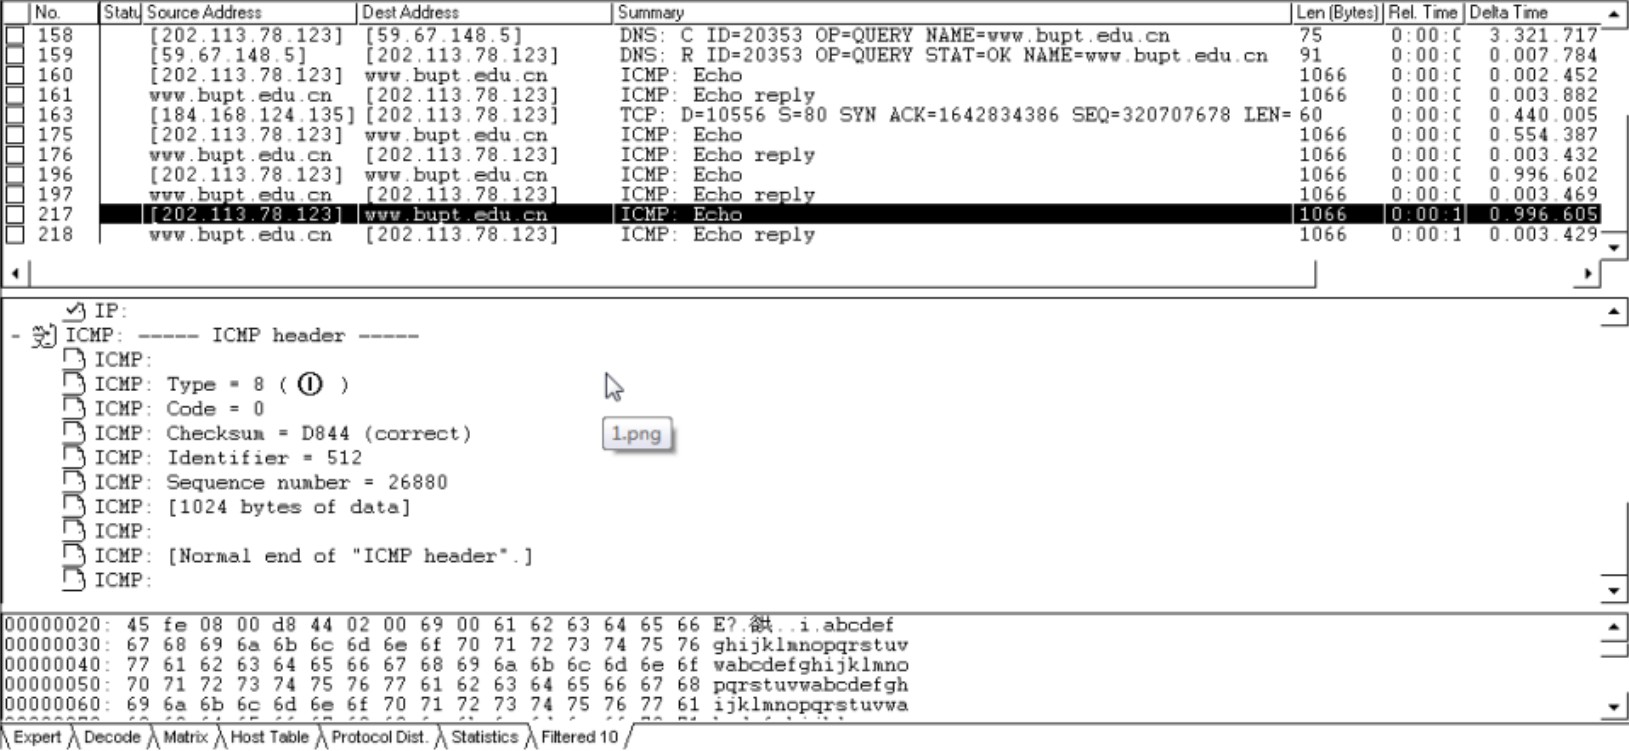 No. Statu Source Address Dest Address Summary Len (Bytes) Rel. Time Delta Time
158 [202.113.78.123] [59.67.148.5] DNS: C ID=20353 OP=QUERY NAME=www.bupt.edu.cn 75 0:00:0 3.321.717
159 [59.67.148.5] [202.113.78.123] DNS: R ID=20353 OP=QUERY STAT=OK NAME=www.bupt.edu.cn 91 0:00:0 0.007.784
160 [202.113.78.123] www.bupt.edu.cn ICMP: Echo 1066 0:00:0 0.002.452
161 www.bupt.edu.cn [202.113.78.123] ICMP: Echo reply 1066 0:00:0 0.003.882
163 [184.168.124.135] [202.113.78.123] TCP: D=10556 S=80 SYN ACK=1642834386 SEQ=320707678 LEN= 60 0:00:0 0.440.005
175 [202.113.78.123] www.bupt.edu.cn ICMP: Echo 1066 0:00:0 0.554.387
176 www.bupt.edu.cn [202.113.78.123] ICMP: Echo reply 1066 0:00:0 0.003.432
196 [202.113.78.123] www.bupt.edu.cn ICMP: Echo 1066 0:00:0 0.996.602
197 www.bupt.edu.cn [202.113.78.123] ICMP: Echo reply 1066 0:00:0 0.003.469
217 [202.113.78.123] www.bupt.edu.cn ICMP: Echo 1066 0:00:1 0.996.605
218 www.bupt.edu.cn [202.113.78.123] ICMP: Echo reply 1066 0:00:1 0.003.429
IP:
- ICMP: ----- ICMP header -----
ICMP:
ICMP: Type = 8 ( ① )
ICMP: Code = 0
ICMP: Checksum = D844 (correct)
1.png
ICMP: Identifier = 512
ICMP: Sequence number = 26880
ICMP: [1024 bytes of data]
ICMP:
ICMP: [Normal end of "ICMP header".]
ICMP:
00000020: 45 fe 08 00 d8 44 02 00 69 00 61 62 63 64 65 66 E?. ..i.abcdef
00000030: 67 68 69 6a 6b 6c 6d 6e 6f 70 71 72 73 74 75 76 ghijklmnopqrstuv
00000040: 77 61 62 63 64 65 66 67 68 69 6a 6b 6c 6d 6e 6f wabcdefghijklmno
00000050: 70 71 72 73 74 75 76 77 61 62 63 64 65 66 67 68 pqrstuvwabcdefgh
00000060: 69 6a 6b 6c 6d 6e 6f 70 71 72 73 74 75 76 77 61 ijklmnopqrstuvwa
Expert Decode Matrix Host Table Protocol Dist. Statistics Filtered 10